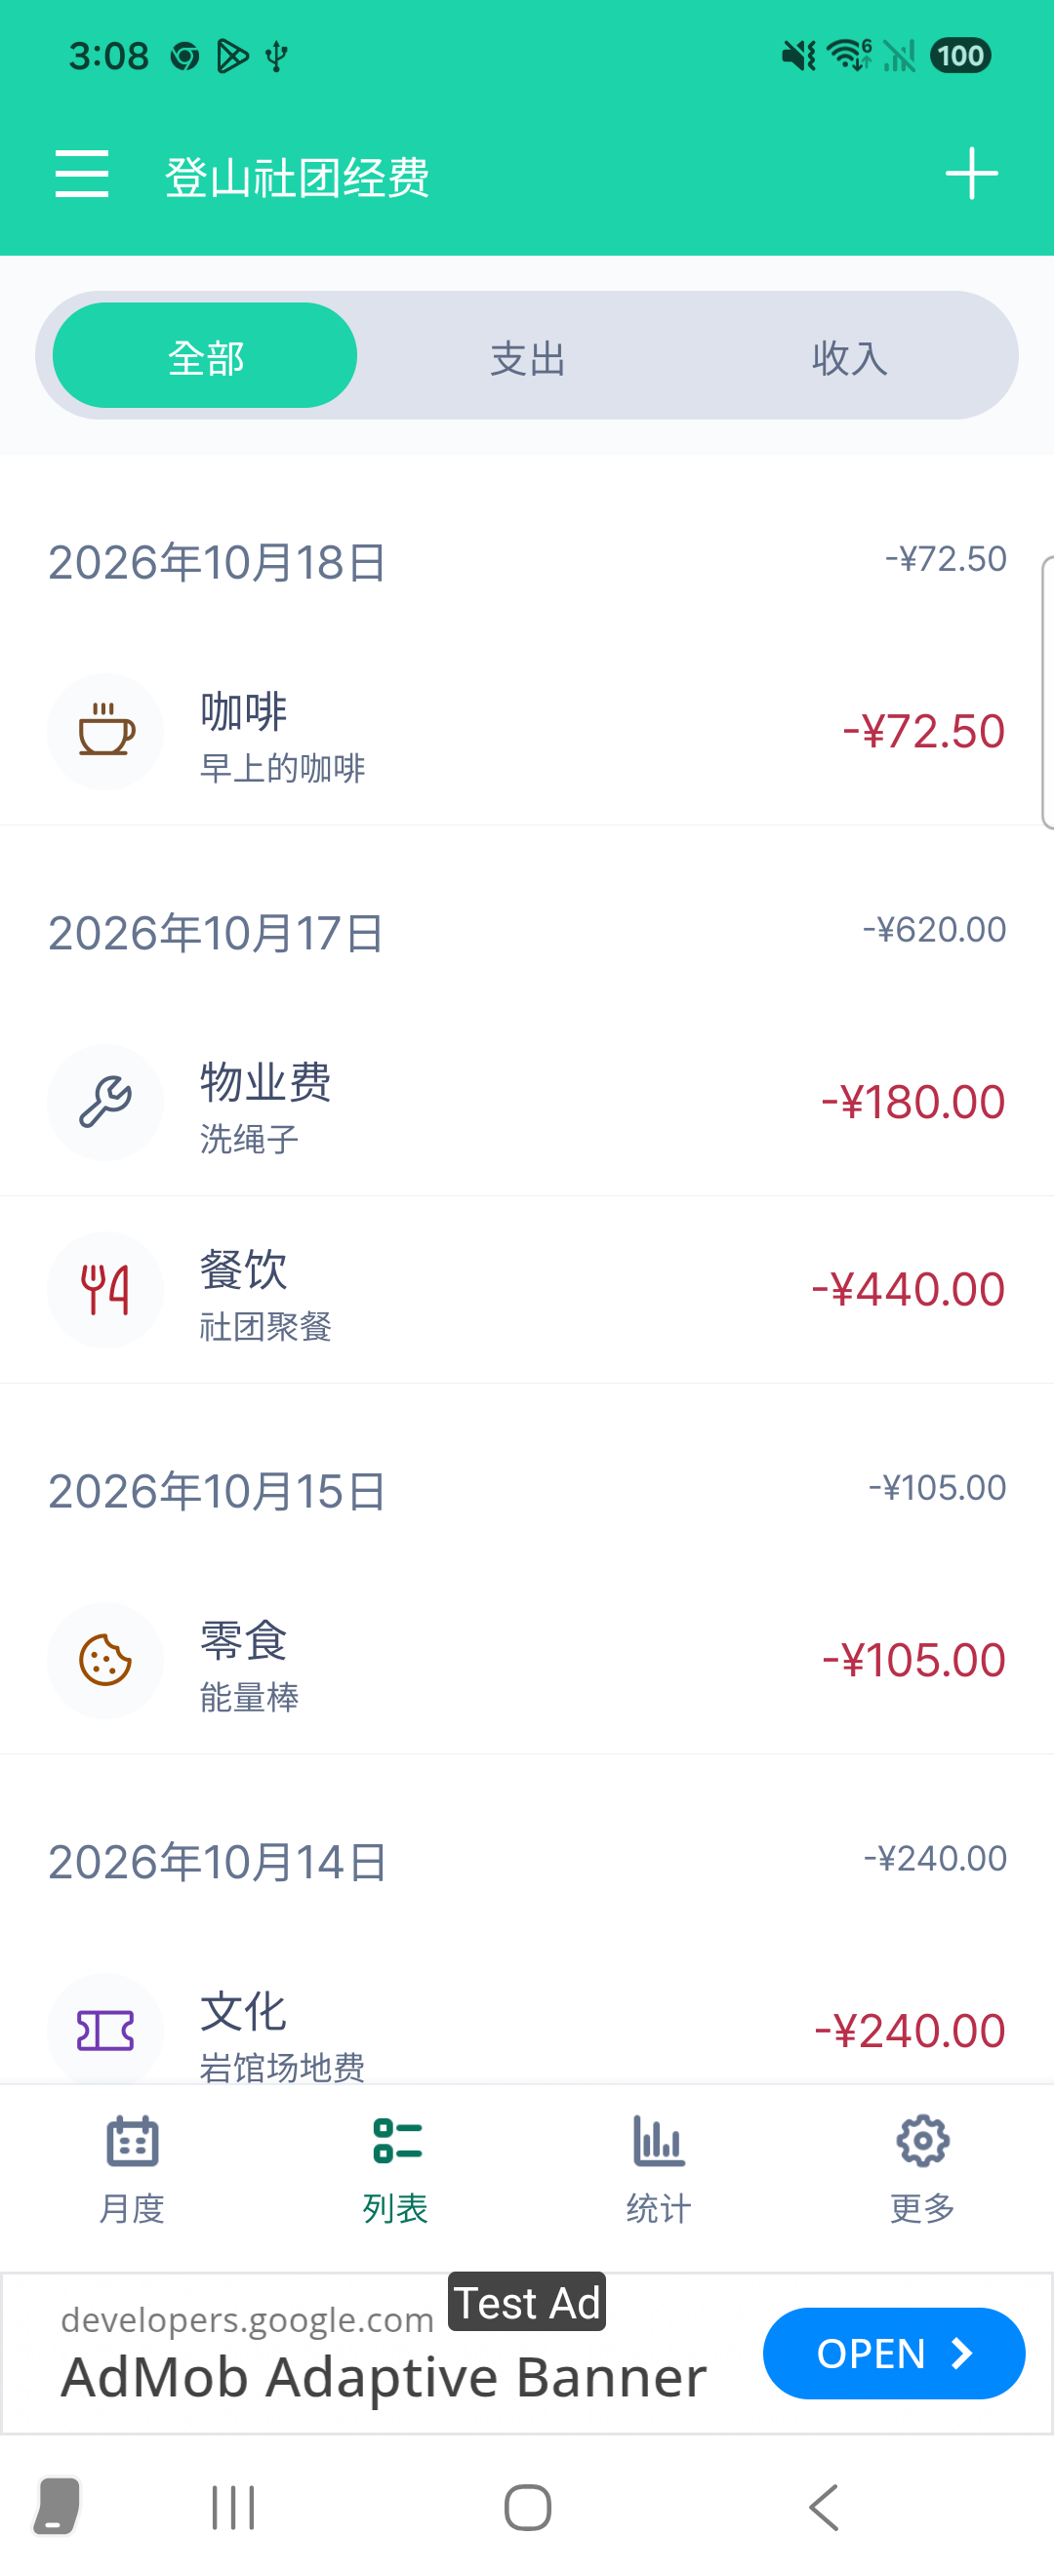 3:08
6
100
登山社团经费
全部 支出 收入
2026年10月18日 -¥72.50
咖啡
早上的咖啡
-¥72.50
2026年10月17日 -¥620.00
物业费
洗绳子
-¥180.00
餐饮
社团聚餐
-¥440.00
2026年10月15日 -¥105.00
零食
能量棒
-¥105.00
2026年10月14日 -¥240.00
文化
岩馆场地费
-¥240.00
月度 列表 统计 更多
Test Ad
developers.google.com
AdMob Adaptive Banner
OPEN